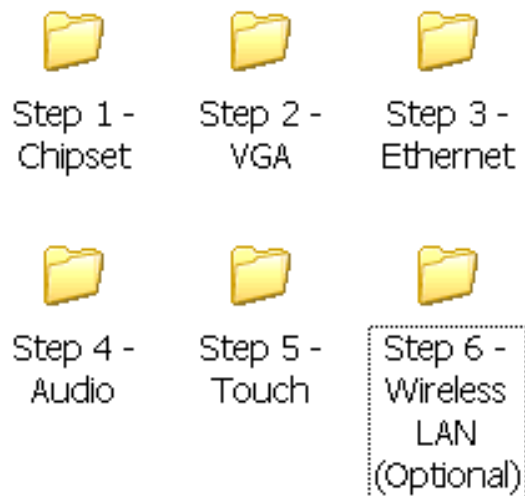 Step 1 -
Chipset
Step 2 -
VGA
Step 3 -
Ethernet
Step 4 -
Audio
Step 5 -
Touch
Step 6 -
Wireless
LAN
(Optional)